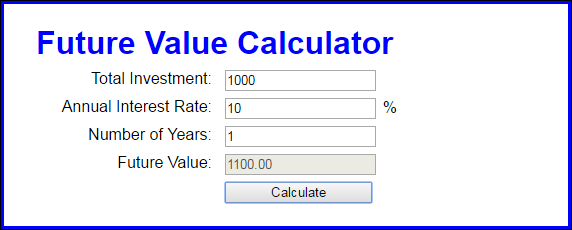 Future Value Calculator
Total Investment: 1000
Annual Interest Rate: 10 %
Number of Years: 1
Future Value: 1100.00
Calculate